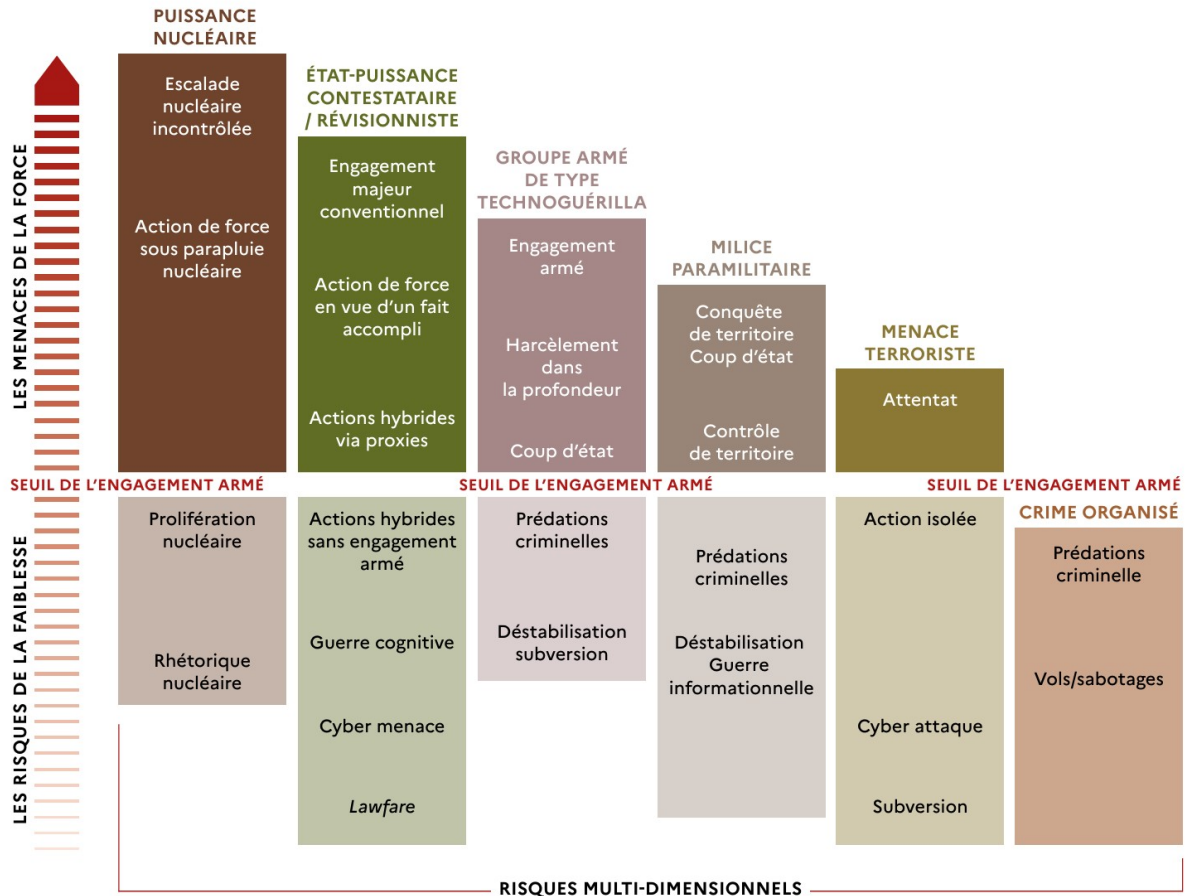 PUISSANCE
NUCLÉAIRE
Escalade
nucléaire
incontrôlée
Action de force
sous parapluie
nucléaire
ÉTAT-PUISSANCE
CONTESTATAIRE
/ RÉVISIONNISTE
Engagement
majeur
conventionnel
Action de force
en vue d'un fait
accompli
Actions hybrides
via proxies
GROUPE ARMÉ
DE TYPE
TECHNOGUÉRILLA
Engagement
armé
Harcèlement
dans
la profondeur
Coup d'état
MILICE
PARAMILITAIRE
Conquête
de territoire
Coup d'état
Contrôle
de territoire
MENACE
TERRORISTE
Attentat
LES MENACES DE LA FORCE
SEUIL DE L'ENGAGEMENT ARMÉ
SEUIL DE L'ENGAGEMENT ARMÉ
SEUIL DE L'ENGAGEMENT ARMÉ
LES RISQUES DE LA FAIBLESSE
Prolifération
nucléaire
Rhétorique
nucléaire
Actions hybrides
sans engagement
armé
Guerre cognitive
Cyber menace
Lawfare
Prédations
criminelles
Déstabilisation
subversion
Prédations
criminelles
Déstabilisation
Guerre
informationnelle
Action isolée
Cyber attaque
Subversion
CRIME ORGANISÉ
Prédations
criminelle
Vols/sabotages
RISQUES MULTI-DIMENSIONNELS